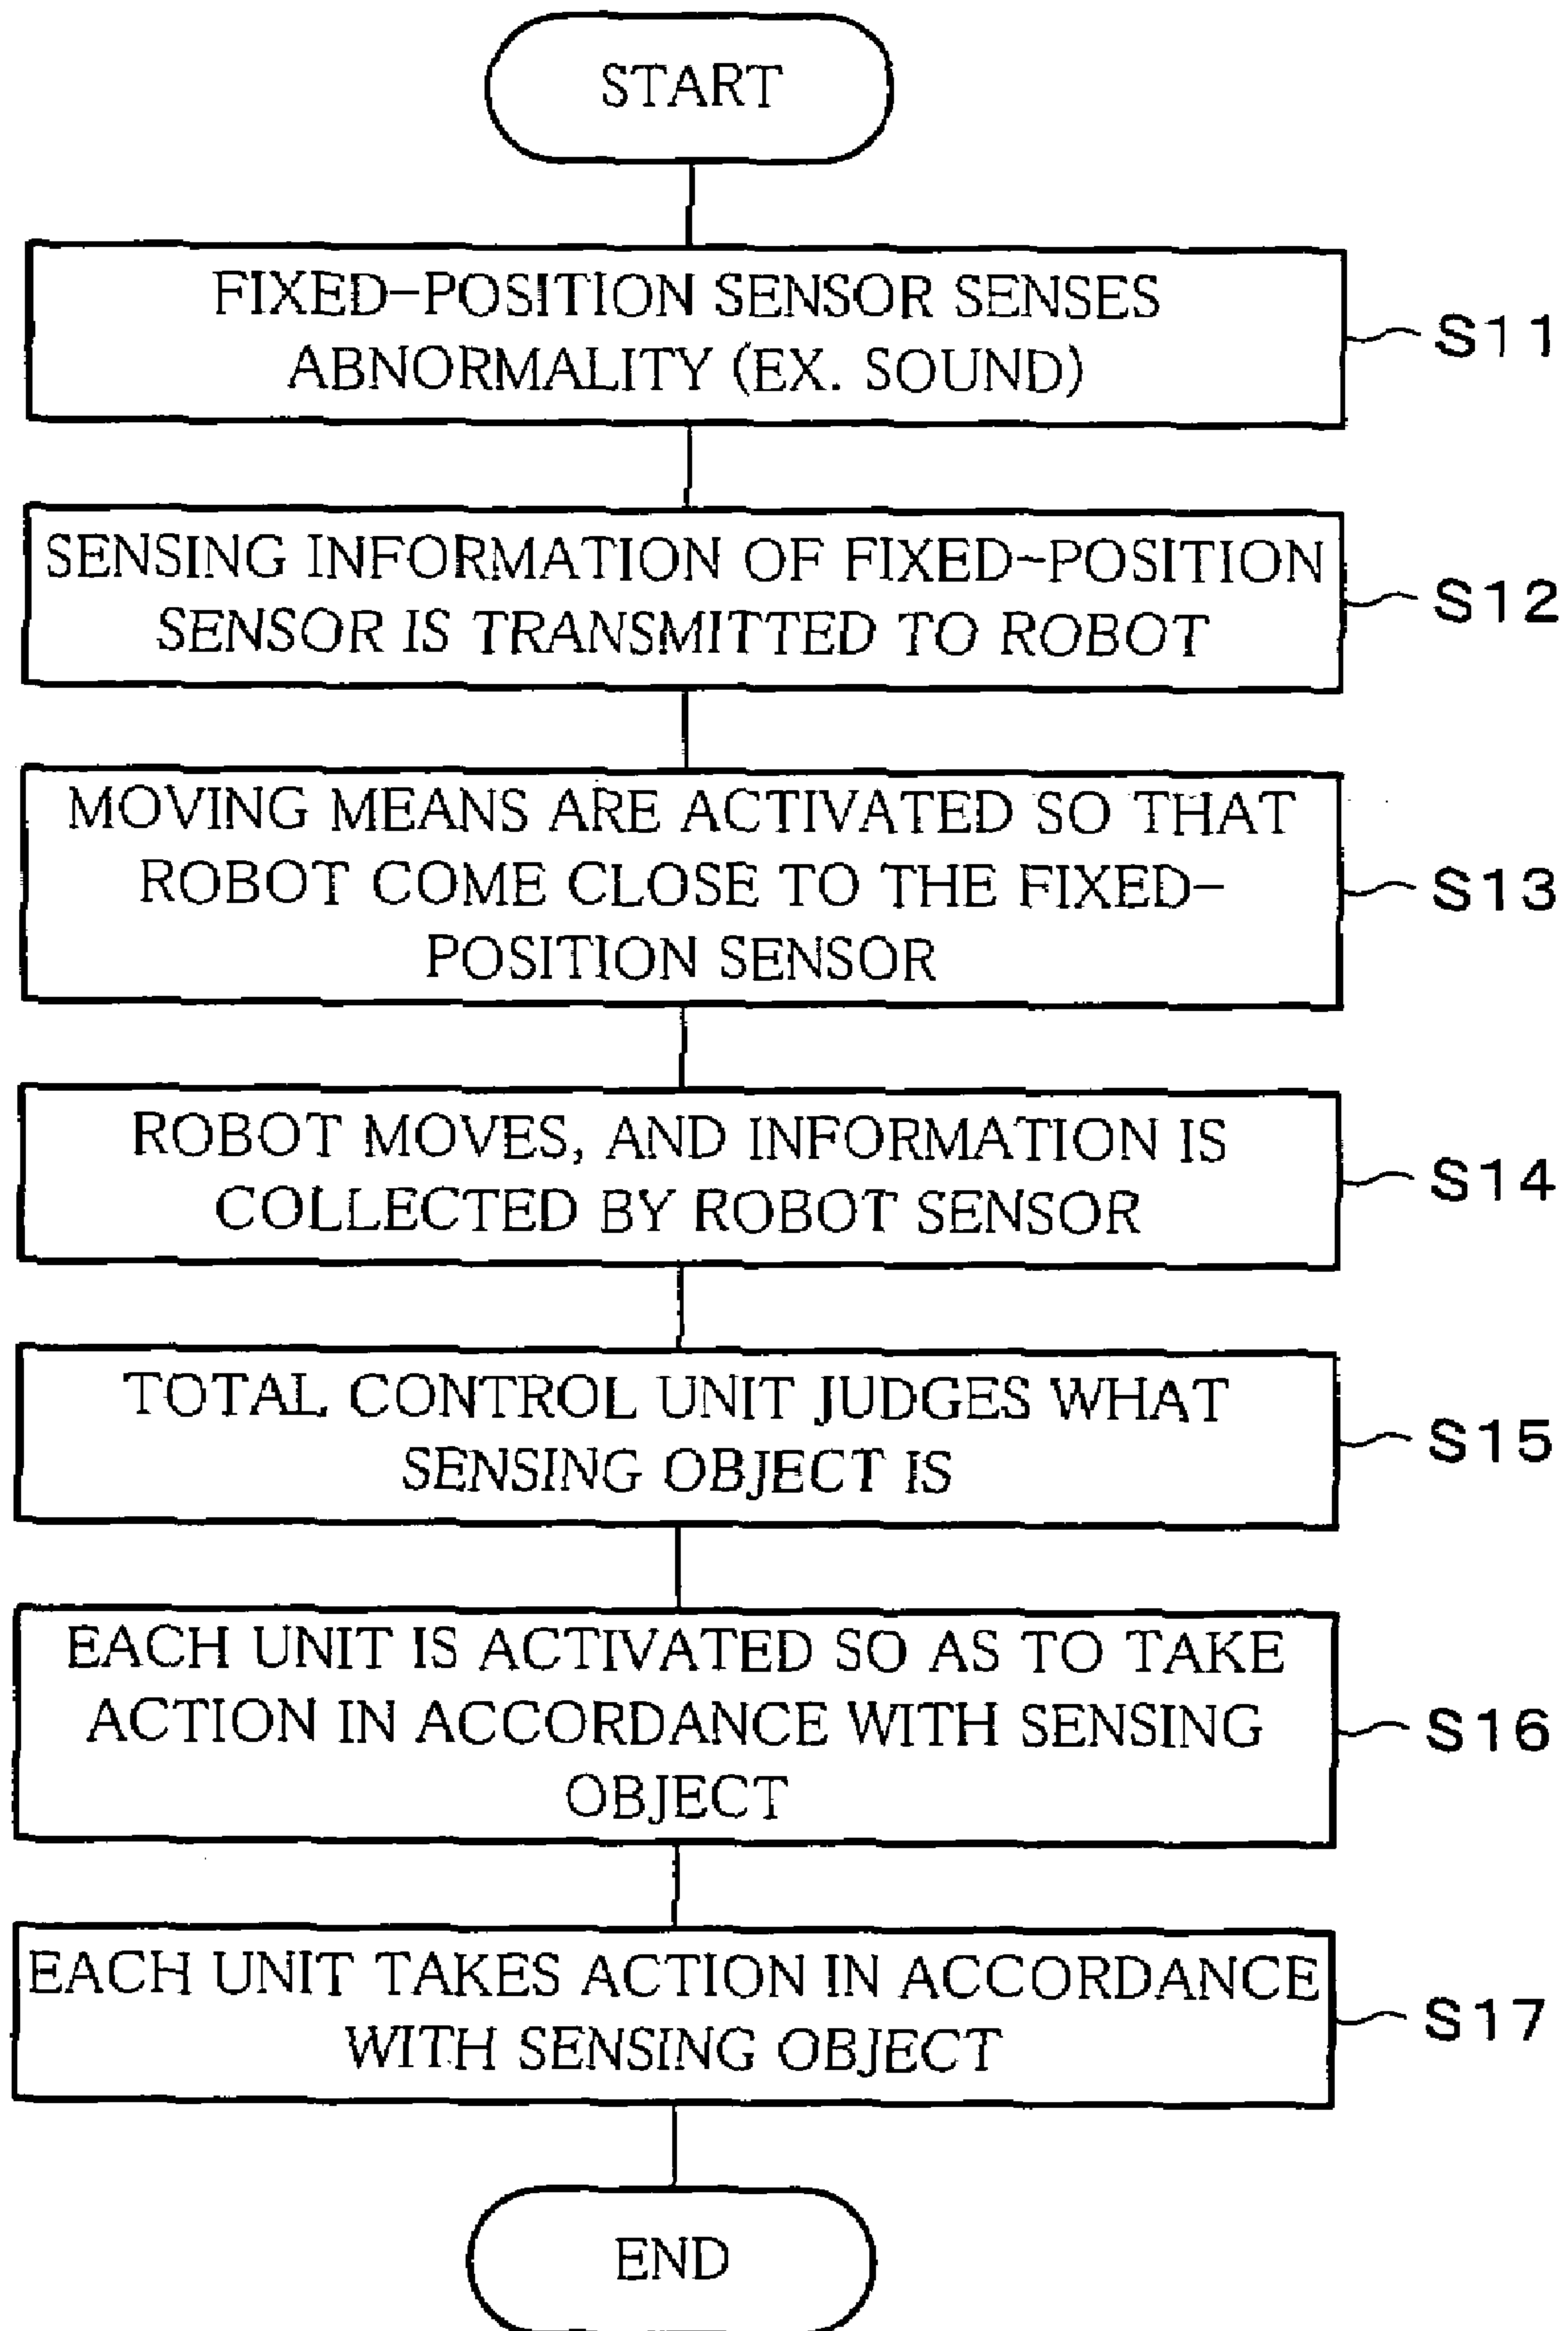 START
FIXED-POSITION SENSOR SENSES
ABNORMALITY (EX. SOUND)
S11
SENSING INFORMATION OF FIXED-POSITION
SENSOR IS TRANSMITTED TO ROBOT
S12
MOVING MEANS ARE ACTIVATED SO THAT
ROBOT COME CLOSE TO THE FIXED-
POSITION SENSOR
S13
ROBOT MOVES, AND INFORMATION IS
COLLECTED BY ROBOT SENSOR
S14
TOTAL CONTROL UNIT JUDGES WHAT
SENSING OBJECT IS
S15
EACH UNIT IS ACTIVATED SO AS TO TAKE
ACTION IN ACCORDANCE WITH SENSING
OBJECT
S16
EACH UNIT TAKES ACTION IN ACCORDANCE
WITH SENSING OBJECT
S17
END